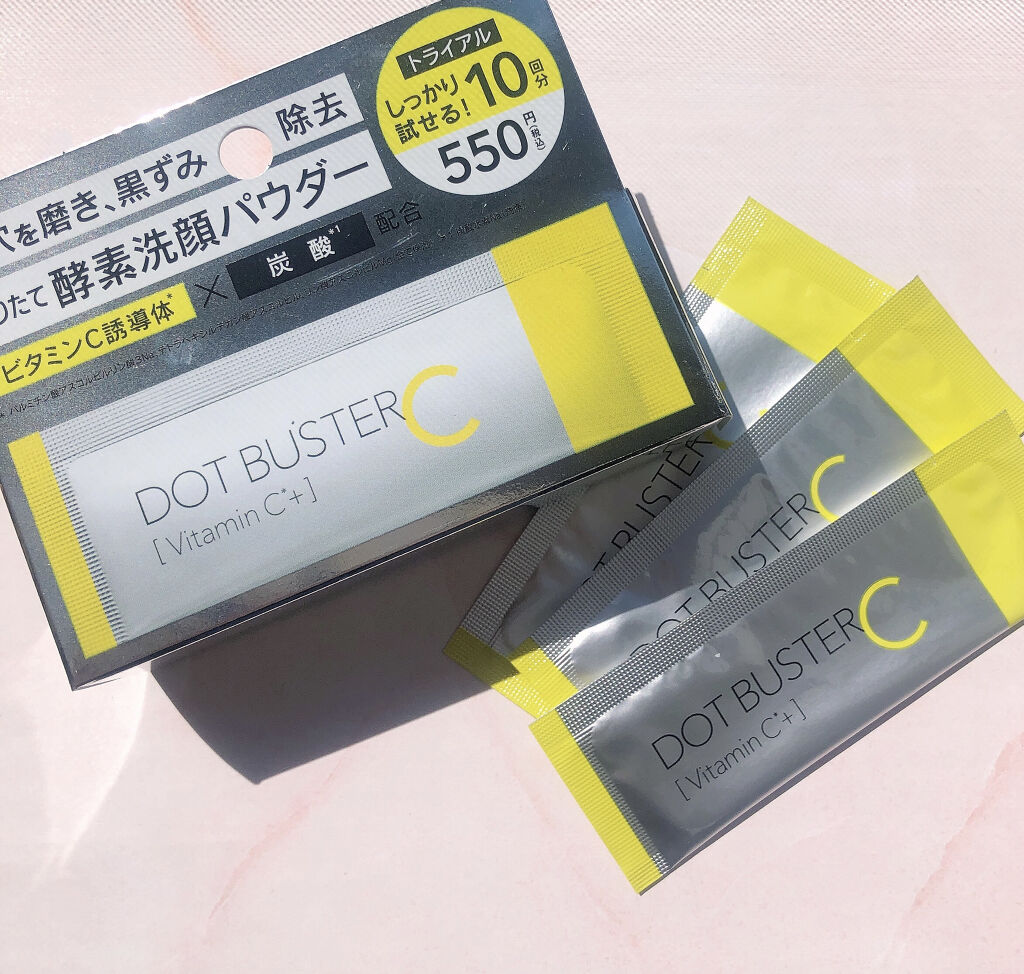 トライアル
しっかり
試せる！
10回分
550円(税込)
穴を磨き、黒ずみ 除去
たて 酵素洗顔パウダー
ビタミンC誘導体* × 炭酸*1 配合
DOT BUSTER C
[Vitamin C*+]
BUSTER
DOT BUSTER C
DOT BUSTER C
[Vitamin C*+]